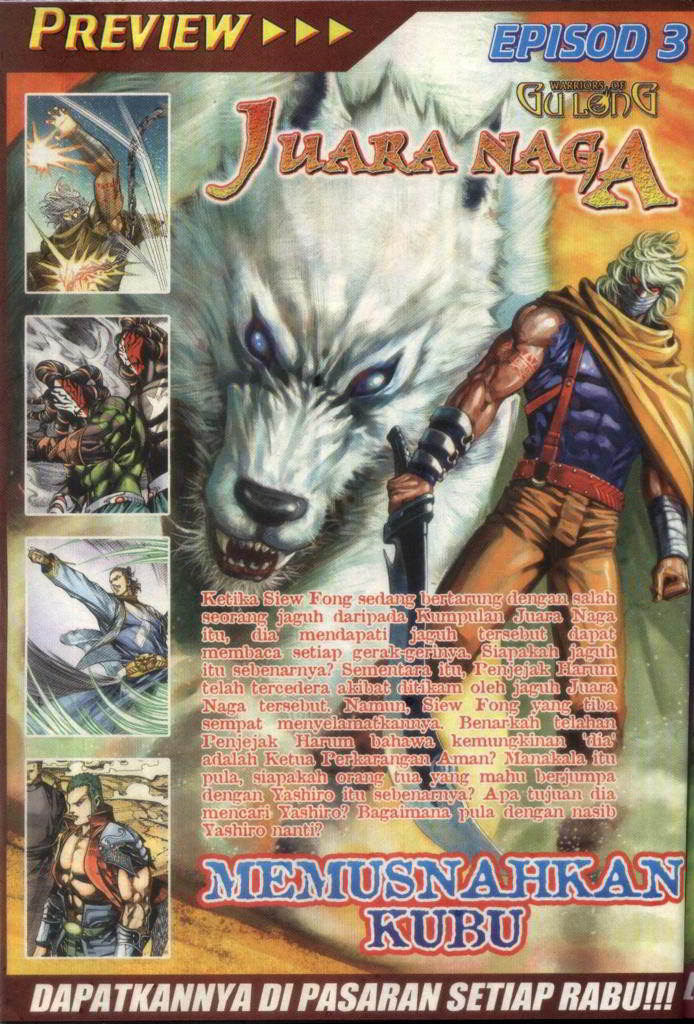 PREVIEW
EPISOD 3
WARRIORS OF
GU LONG
JUARA NAGA
Ketika Siew Fong sedang bertarung dengan salah
seorang jaguh daripada Kumpulan Juara Naga
itu, dia mendapati jaguh tersebut dapat
membaca setiap gerak-gerinya. Siapakah jaguh
itu sebenarnya? Sementara itu, Penjejak Harum
telah tercedera akibat ditikam oleh jaguh Juara
Naga tersebut. Namun, Siew Fong yang tiba
sempat menyelamatkannya. Benarkah telahan
Penjejak Harum bahawa kemungkinan 'dia'
adalah Ketua Perkarangan Aman? Manakala itu
pula, siapakah orang tua yang mahu berjumpa
dengan Yashiro itu sebenarnya? Apa tujuan dia
mencari Yashiro? Bagaimana pula dengan nasib
Yashiro nanti?
MEMUSNAHKAN
KUBU
DAPATKANNYA DI PASARAN SETIAP RABU!!!